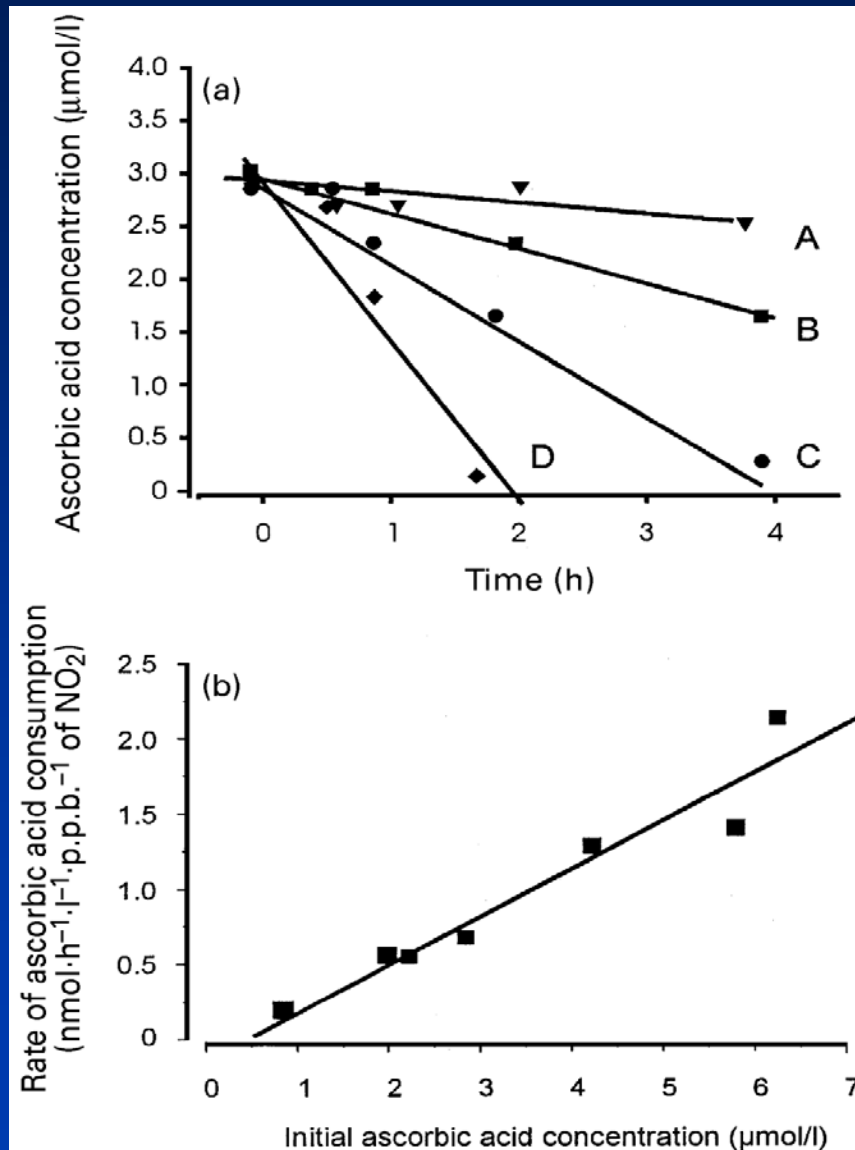 (a)
Ascorbic acid concentration (μmol/l)
4.0
3.5
3.0
2.5
2.0
1.5
1.0
0.5
0
A
B
C
D
0 1 2 3 4
Time (h)
(b)
Rate of ascorbic acid consumption
(nmol·h⁻¹·l⁻¹·p.p.b.⁻¹ of NO₂)
2.5
2.0
1.5
1.0
0.5
0
0 1 2 3 4 5 6 7
Initial ascorbic acid concentration (μmol/l)